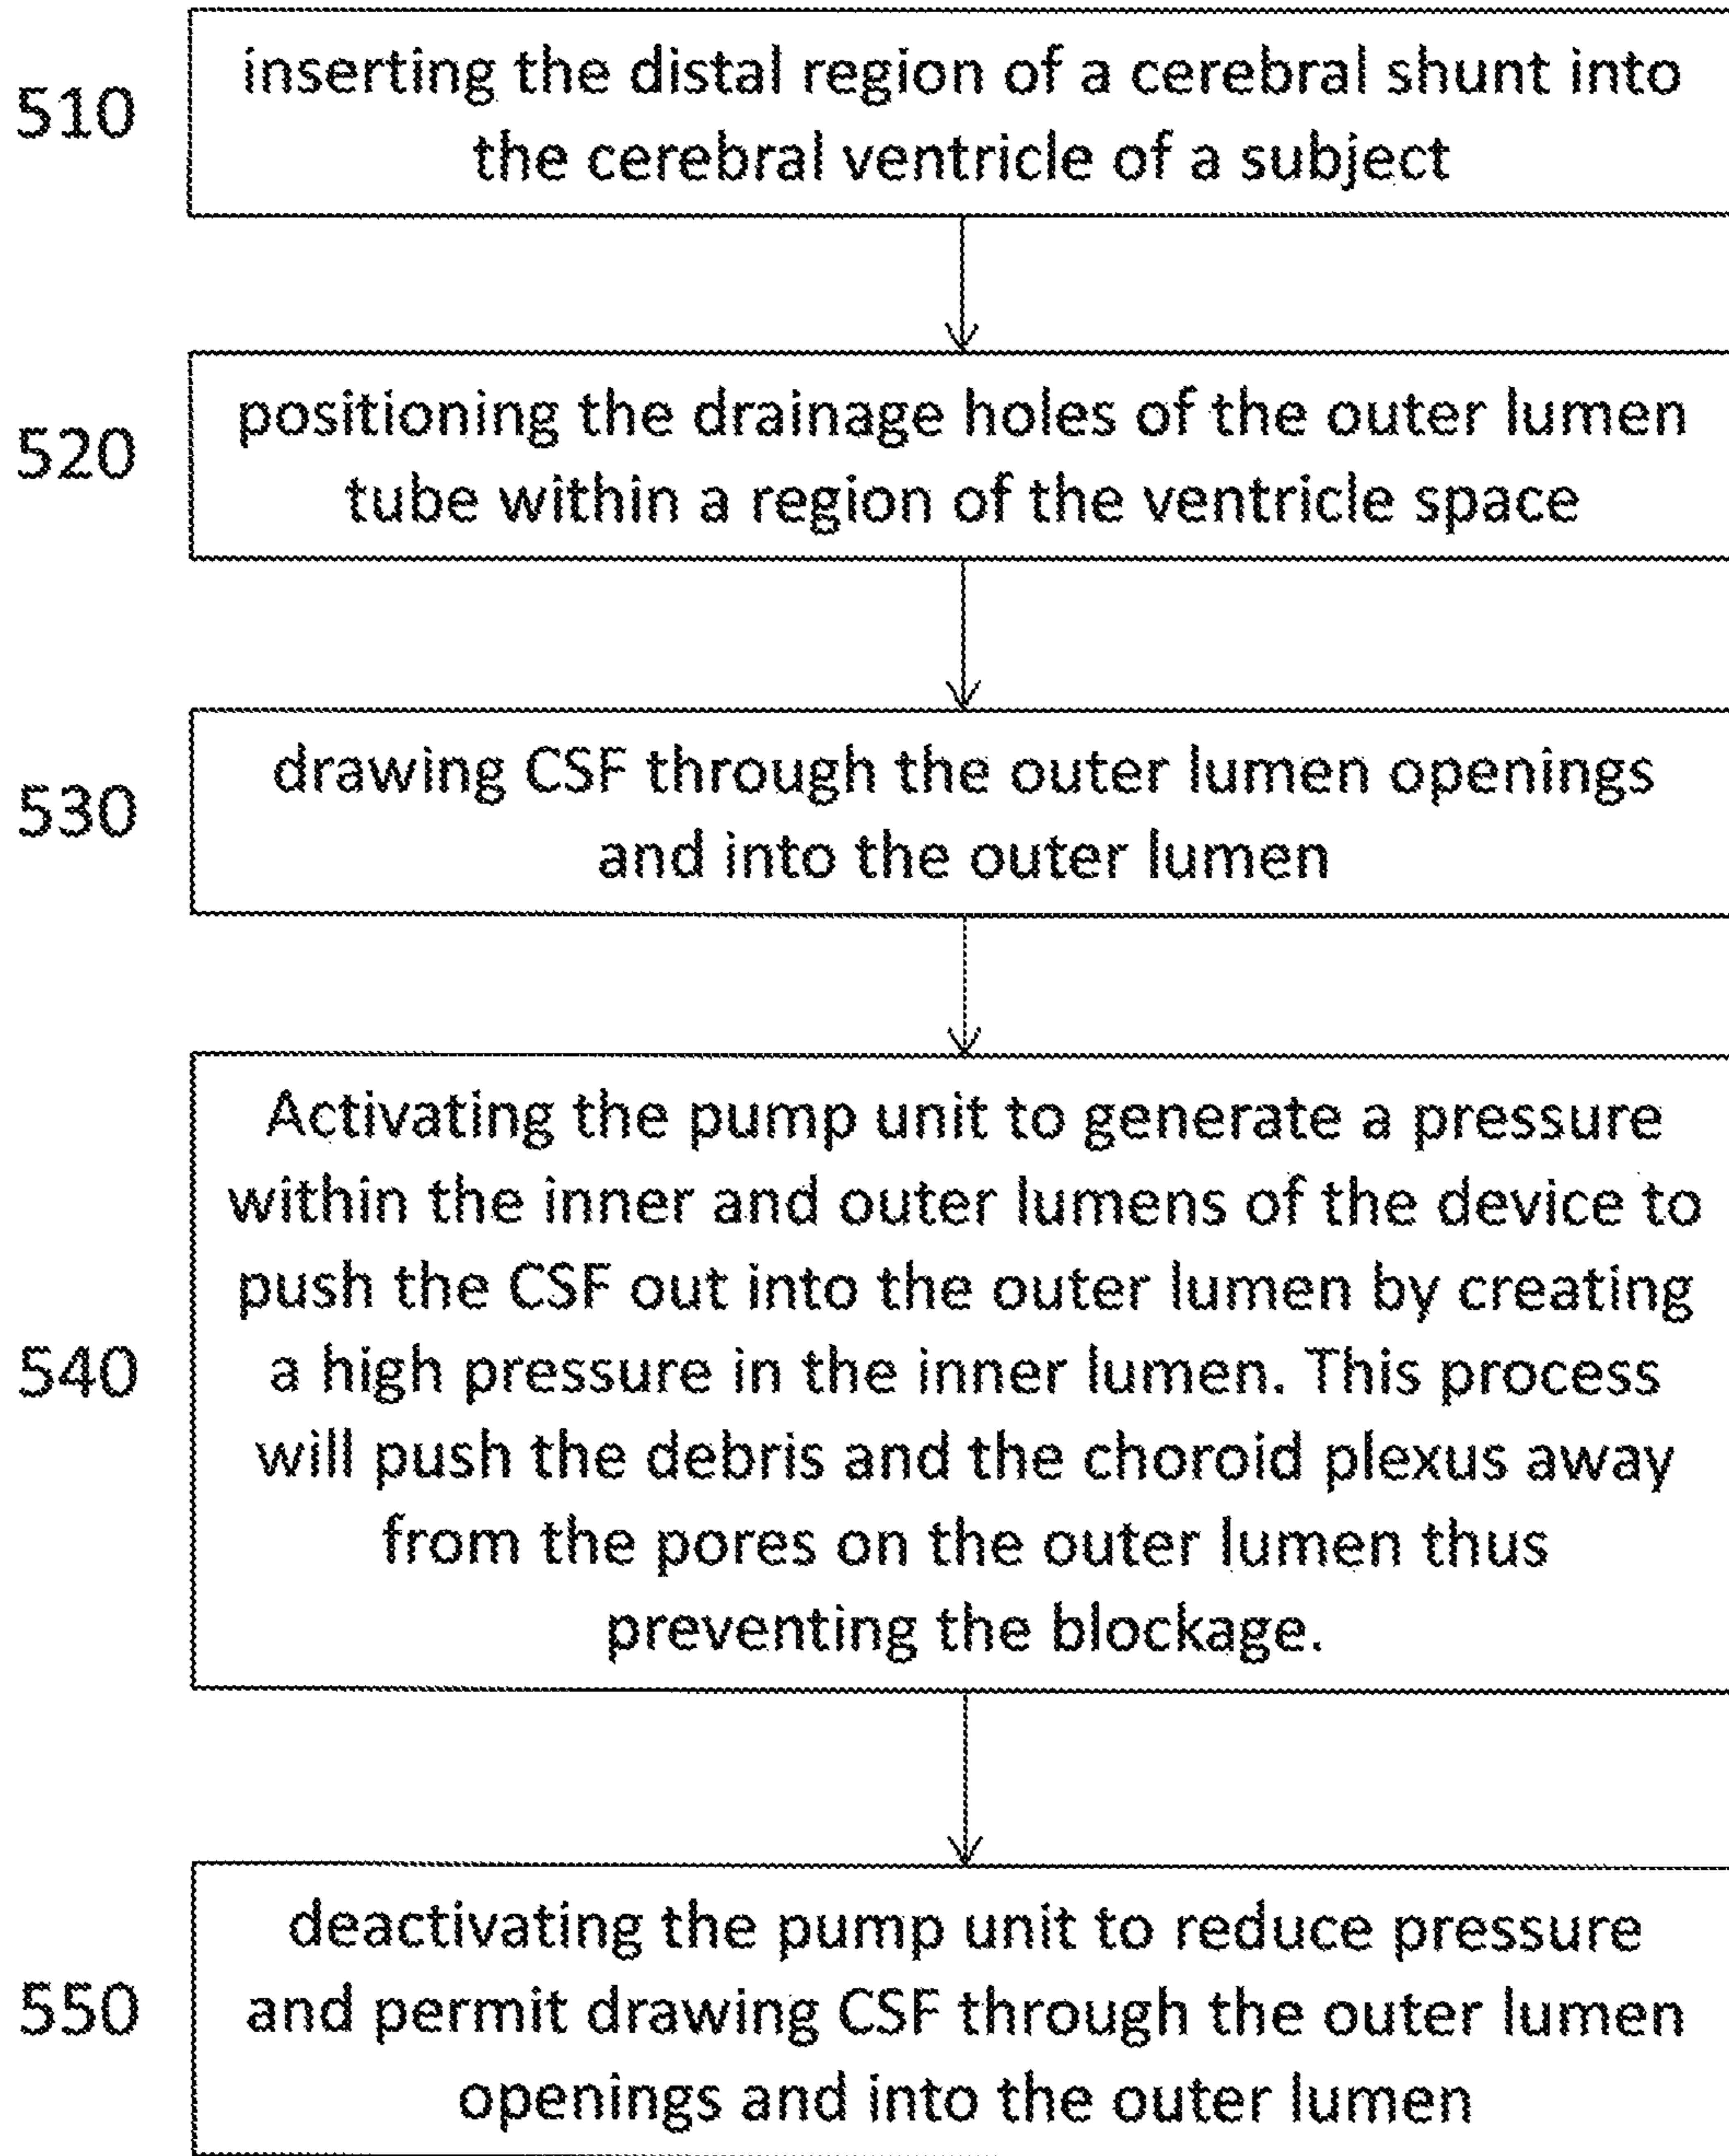 510
inserting the distal region of a cerebral shunt into
the cerebral ventricle of a subject
520
positioning the drainage holes of the outer lumen
tube within a region of the ventricle space
530
drawing CSF through the outer lumen openings
and into the outer lumen
540
Activating the pump unit to generate a pressure
within the inner and outer lumens of the device to
push the CSF out into the outer lumen by creating
a high pressure in the inner lumen. This process
will push the debris and the choroid plexus away
from the pores on the outer lumen thus
preventing the blockage.
550
deactivating the pump unit to reduce pressure
and permit drawing CSF through the outer lumen
openings and into the outer lumen